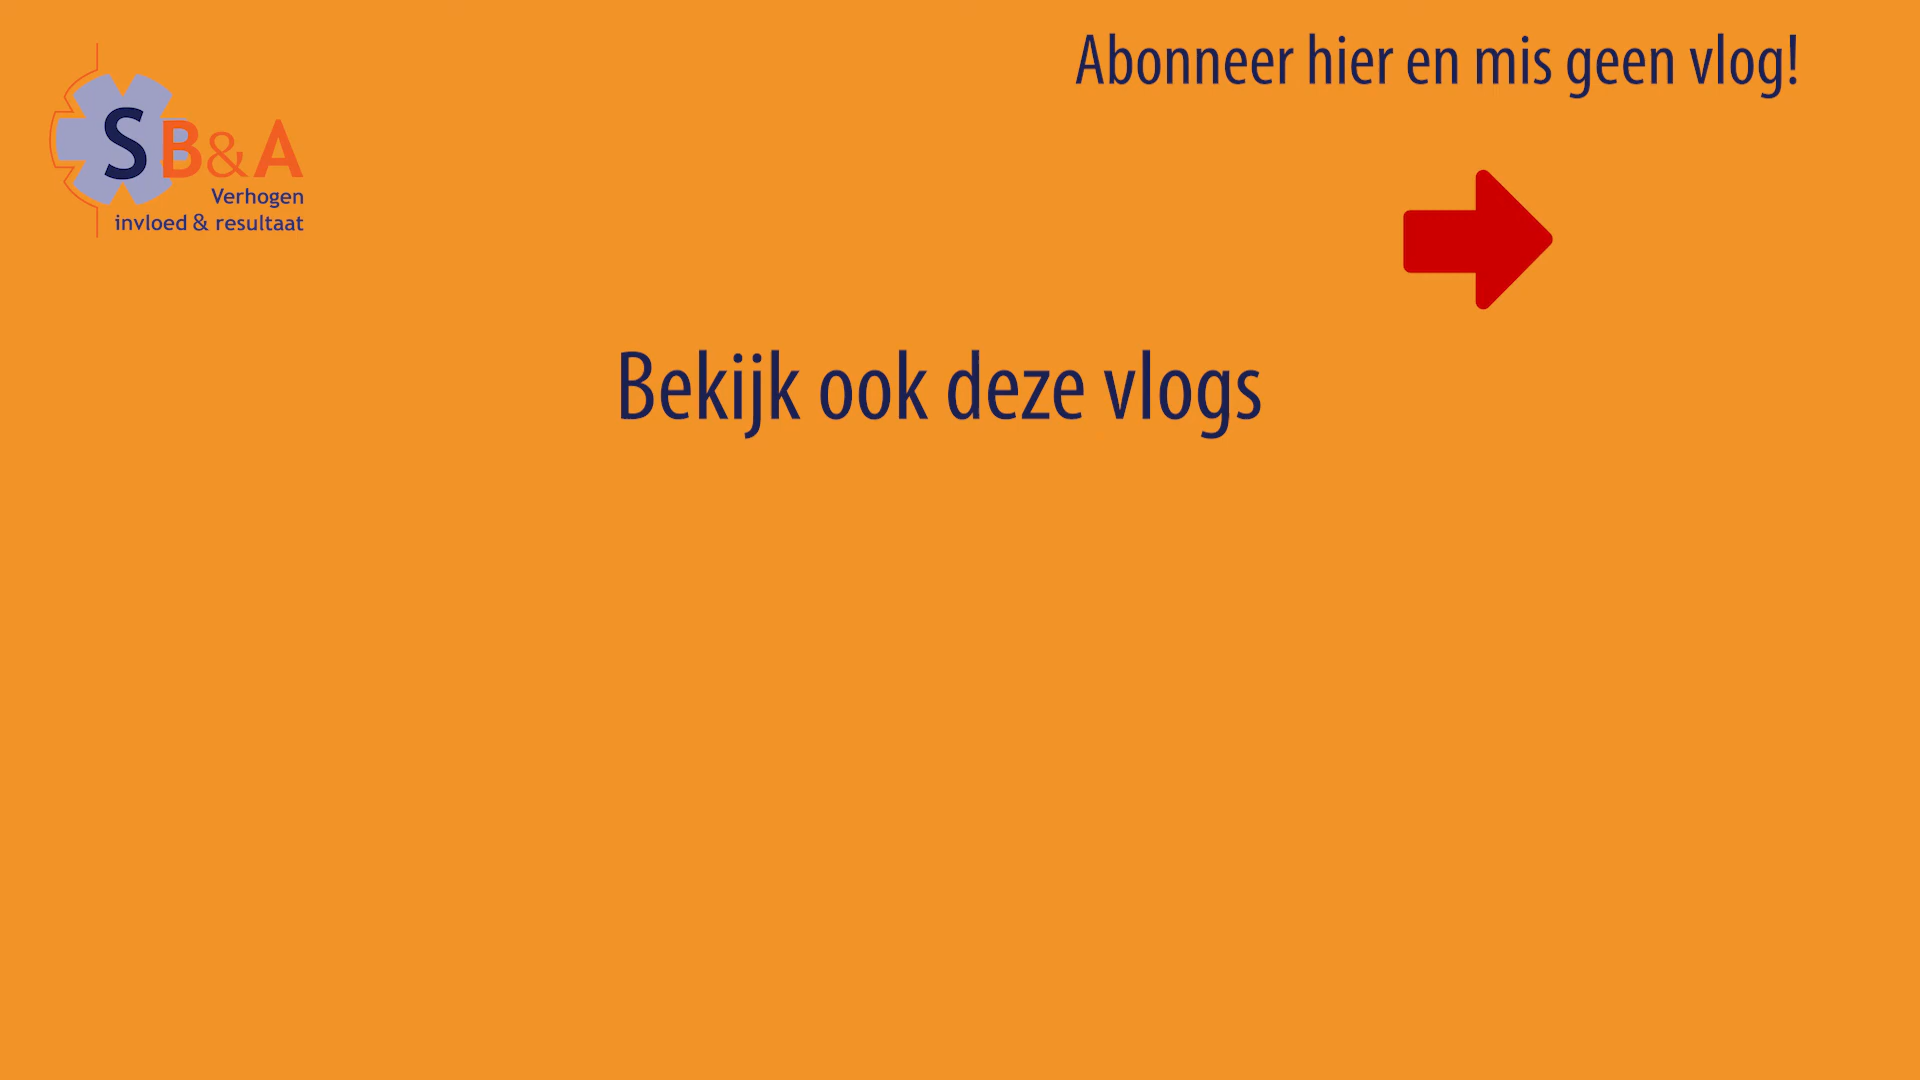 Abonneer hier en mis geen vlog!
SB&A
Verhogen
invloed & resultaat
Bekijk ook deze vlogs